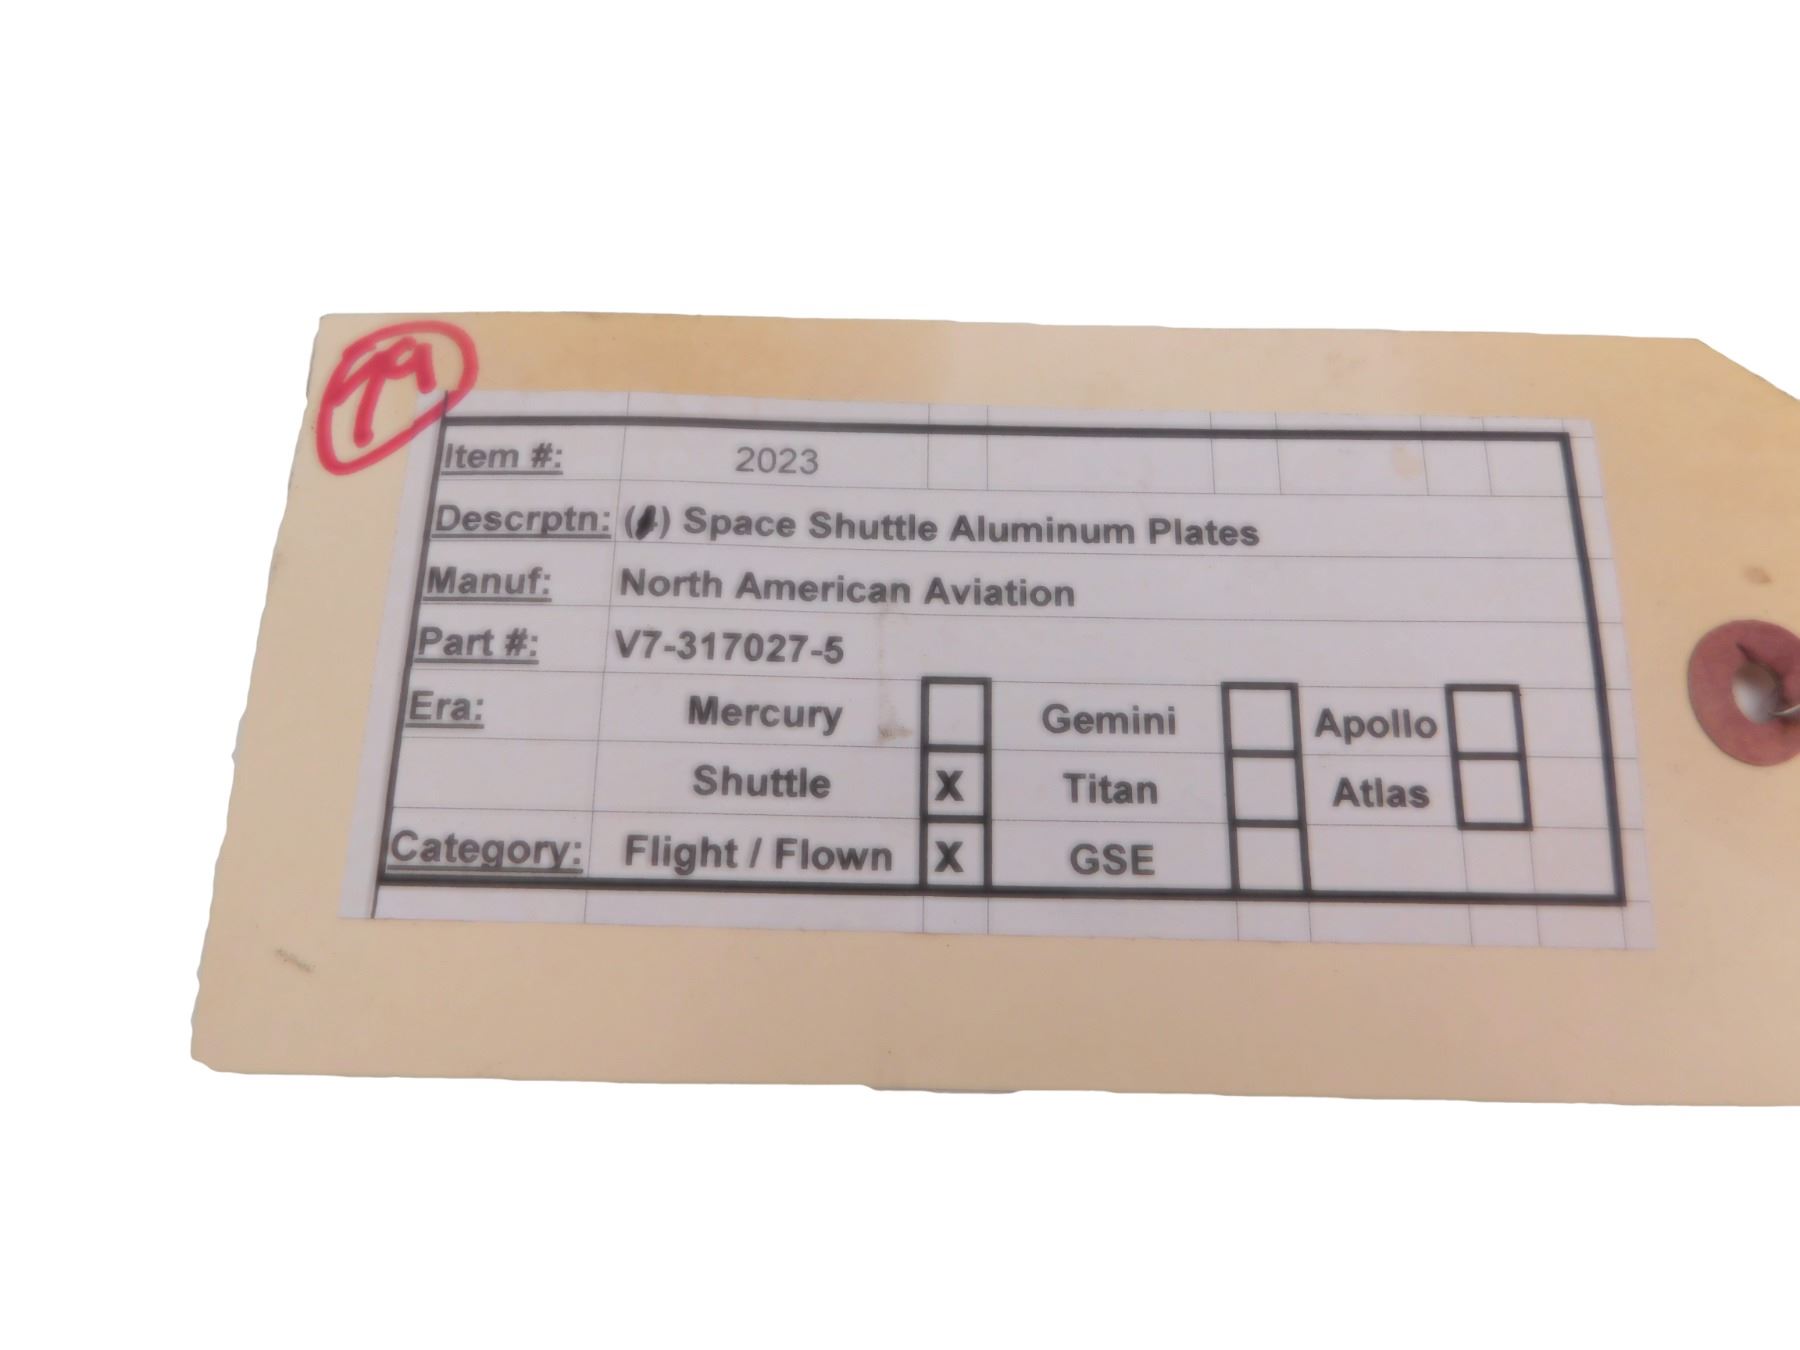 79
Item #: 2023
Descrptn: ( ) Space Shuttle Aluminum Plates
Manuf: North American Aviation
Part #: V7-317027-5
Era: Mercury Gemini Apollo
Shuttle X Titan Atlas
Category: Flight / Flown X GSE